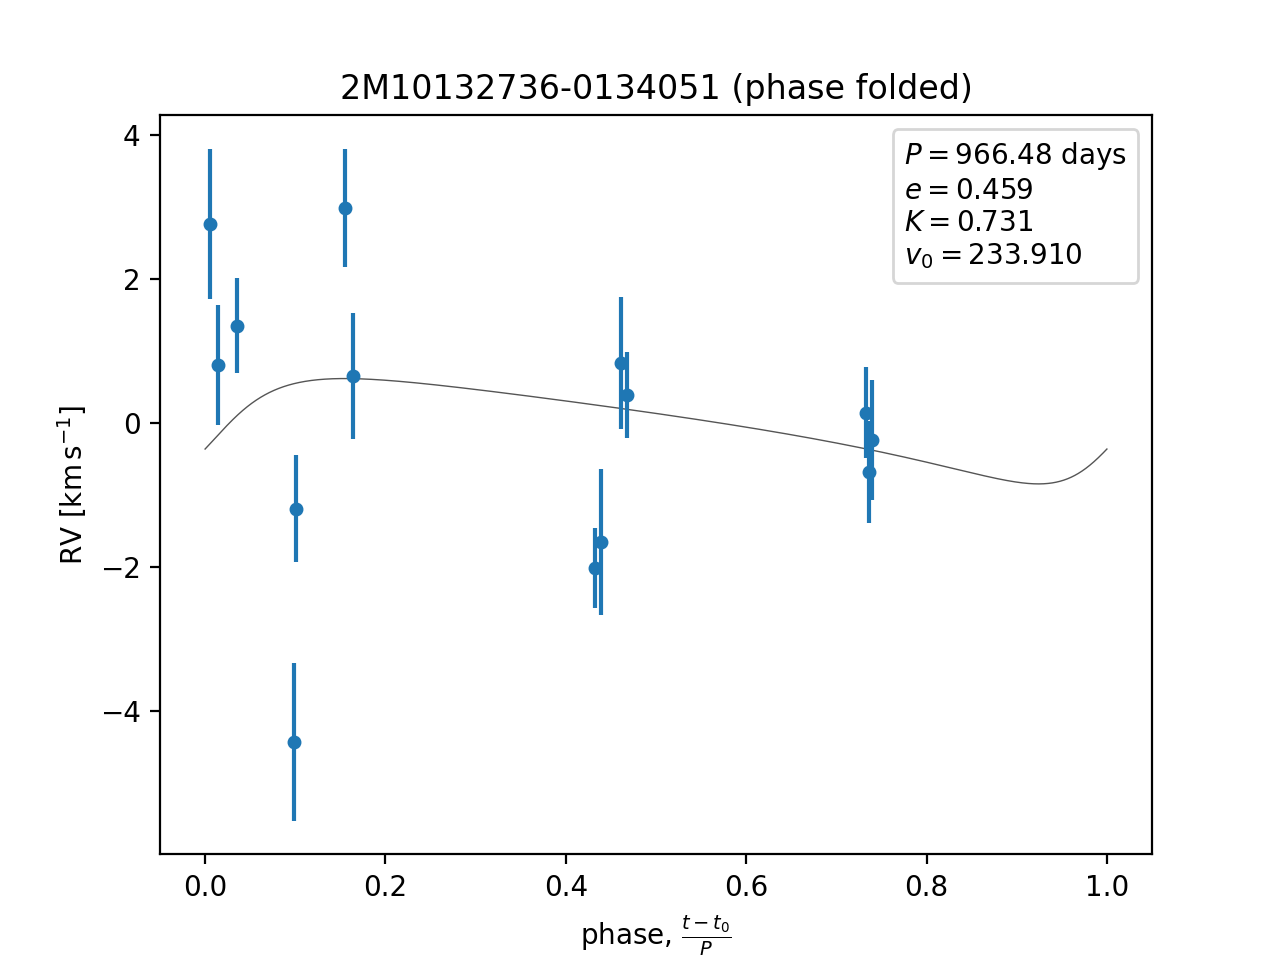 2M10132736-0134051 (phase folded)
P = 966.48 days
e = 0.459
K = 0.731
v₀ = 233.910
4
2
0
−2
−4
RV [km s⁻¹]
0.0 0.2 0.4 0.6 0.8 1.0
phase, (t − t₀)/P